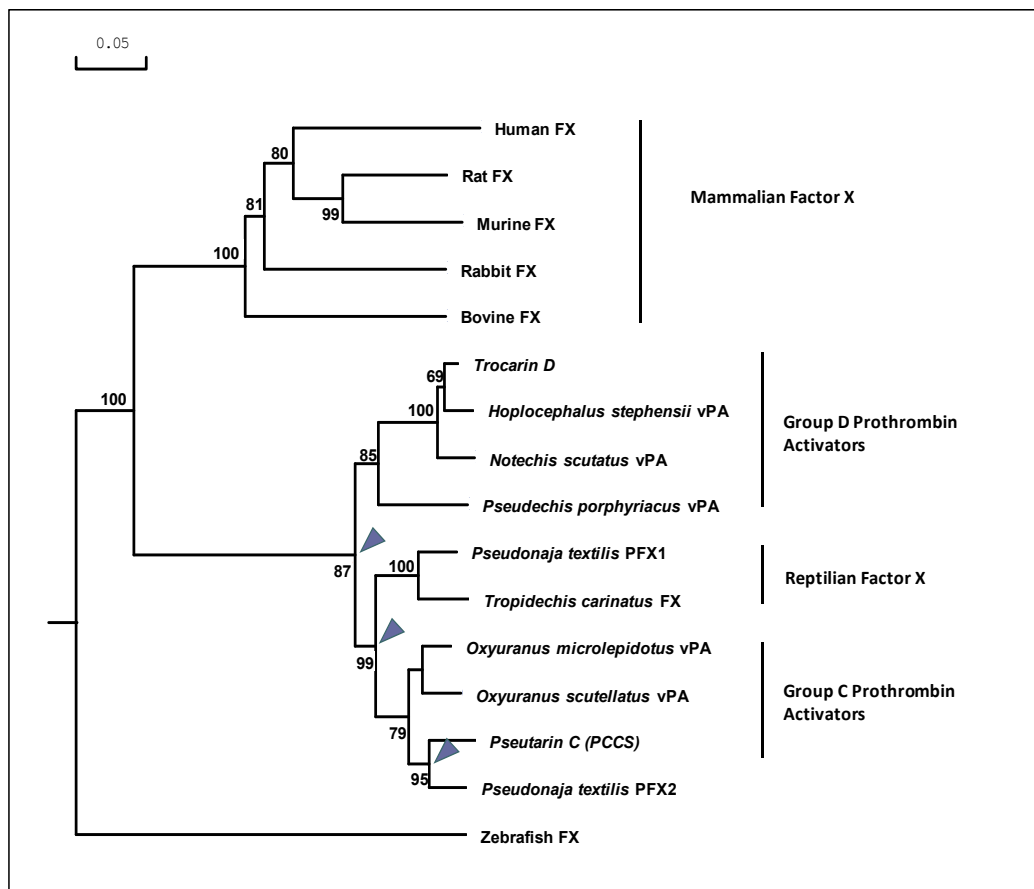 0.05
Human FX
80
Rat FX
Mammalian Factor X
81
99
Murine FX
100
Rabbit FX
Bovine FX
Trocarin D
69
100
Hoplocephalus stephensii vPA
Group D Prothrombin
Activators
85
Notechis scutatus vPA
100
Pseudechis porphyriacus vPA
87
100
Pseudonaja textilis PFX1
Reptilian Factor X
Tropidechis carinatus FX
99
Oxyuranus microlepidotus vPA
Oxyuranus scutellatus vPA
Group C Prothrombin
Activators
79
Pseutarin C (PCCS)
95
Pseudonaja textilis PFX2
Zebrafish FX